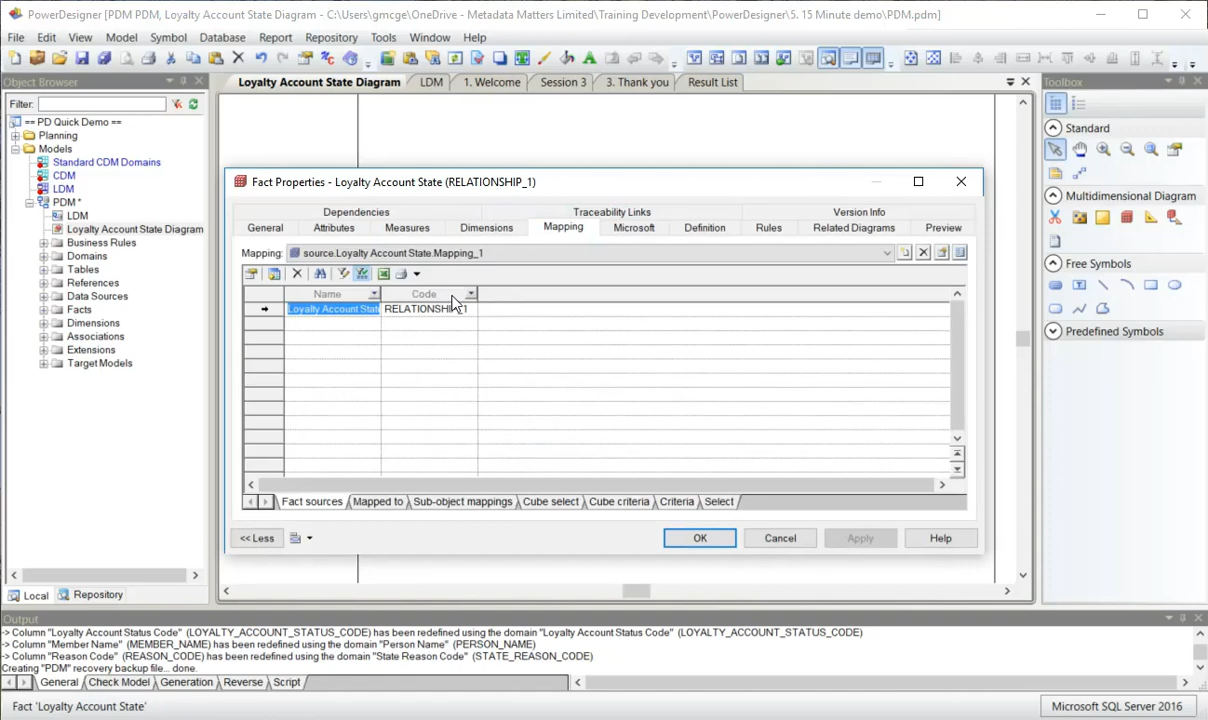 PowerDesigner [PDM PDM, Loyalty Account State Diagram - C:\Users\gmcge\OneDrive - Metadata Matters Limited\Training Development\PowerDesigner\5. 15 Minute demo\PDM.pdm]
File Edit View Model Symbol Database Report Repository Tools Window Help
Object Browser
Filter:
== PD Quick Demo ==
Planning
Models
Standard CDM Domains
CDM
LDM
PDM *
LDM
Loyalty Account State Diagram
Business Rules
Domains
Tables
References
Data Sources
Facts
Dimensions
Associations
Extensions
Target Models
Local Repository
Loyalty Account State Diagram LDM 1. Welcome Session 3 3. Thank you Result List
Fact Properties - Loyalty Account State (RELATIONSHIP_1)
Dependencies Traceability Links Version Info
General Attributes Measures Dimensions Mapping Microsoft Definition Rules Related Diagrams Preview
Mapping: source.Loyalty Account State.Mapping_1
Name Code
Loyalty Account Stat RELATIONSHIP_1
Fact sources Mapped to Sub-object mappings Cube select Cube criteria Criteria Select
<< Less OK Cancel Apply Help
Toolbox
Standard
Multidimensional Diagram
Free Symbols
Predefined Symbols
Output
-> Column "Loyalty Account Status Code" (LOYALTY_ACCOUNT_STATUS_CODE) has been redefined using the domain "Loyalty Account Status Code" (LOYALTY_ACCOUNT_STATUS_CODE)
-> Column "Member Name" (MEMBER_NAME) has been redefined using the domain "Person Name" (PERSON_NAME)
-> Column "Reason Code" (REASON_CODE) has been redefined using the domain "State Reason Code" (STATE_REASON_CODE)
Creating "PDM" recovery backup file... done.
General Check Model Generation Reverse Script
Fact 'Loyalty Account State' Microsoft SQL Server 2016